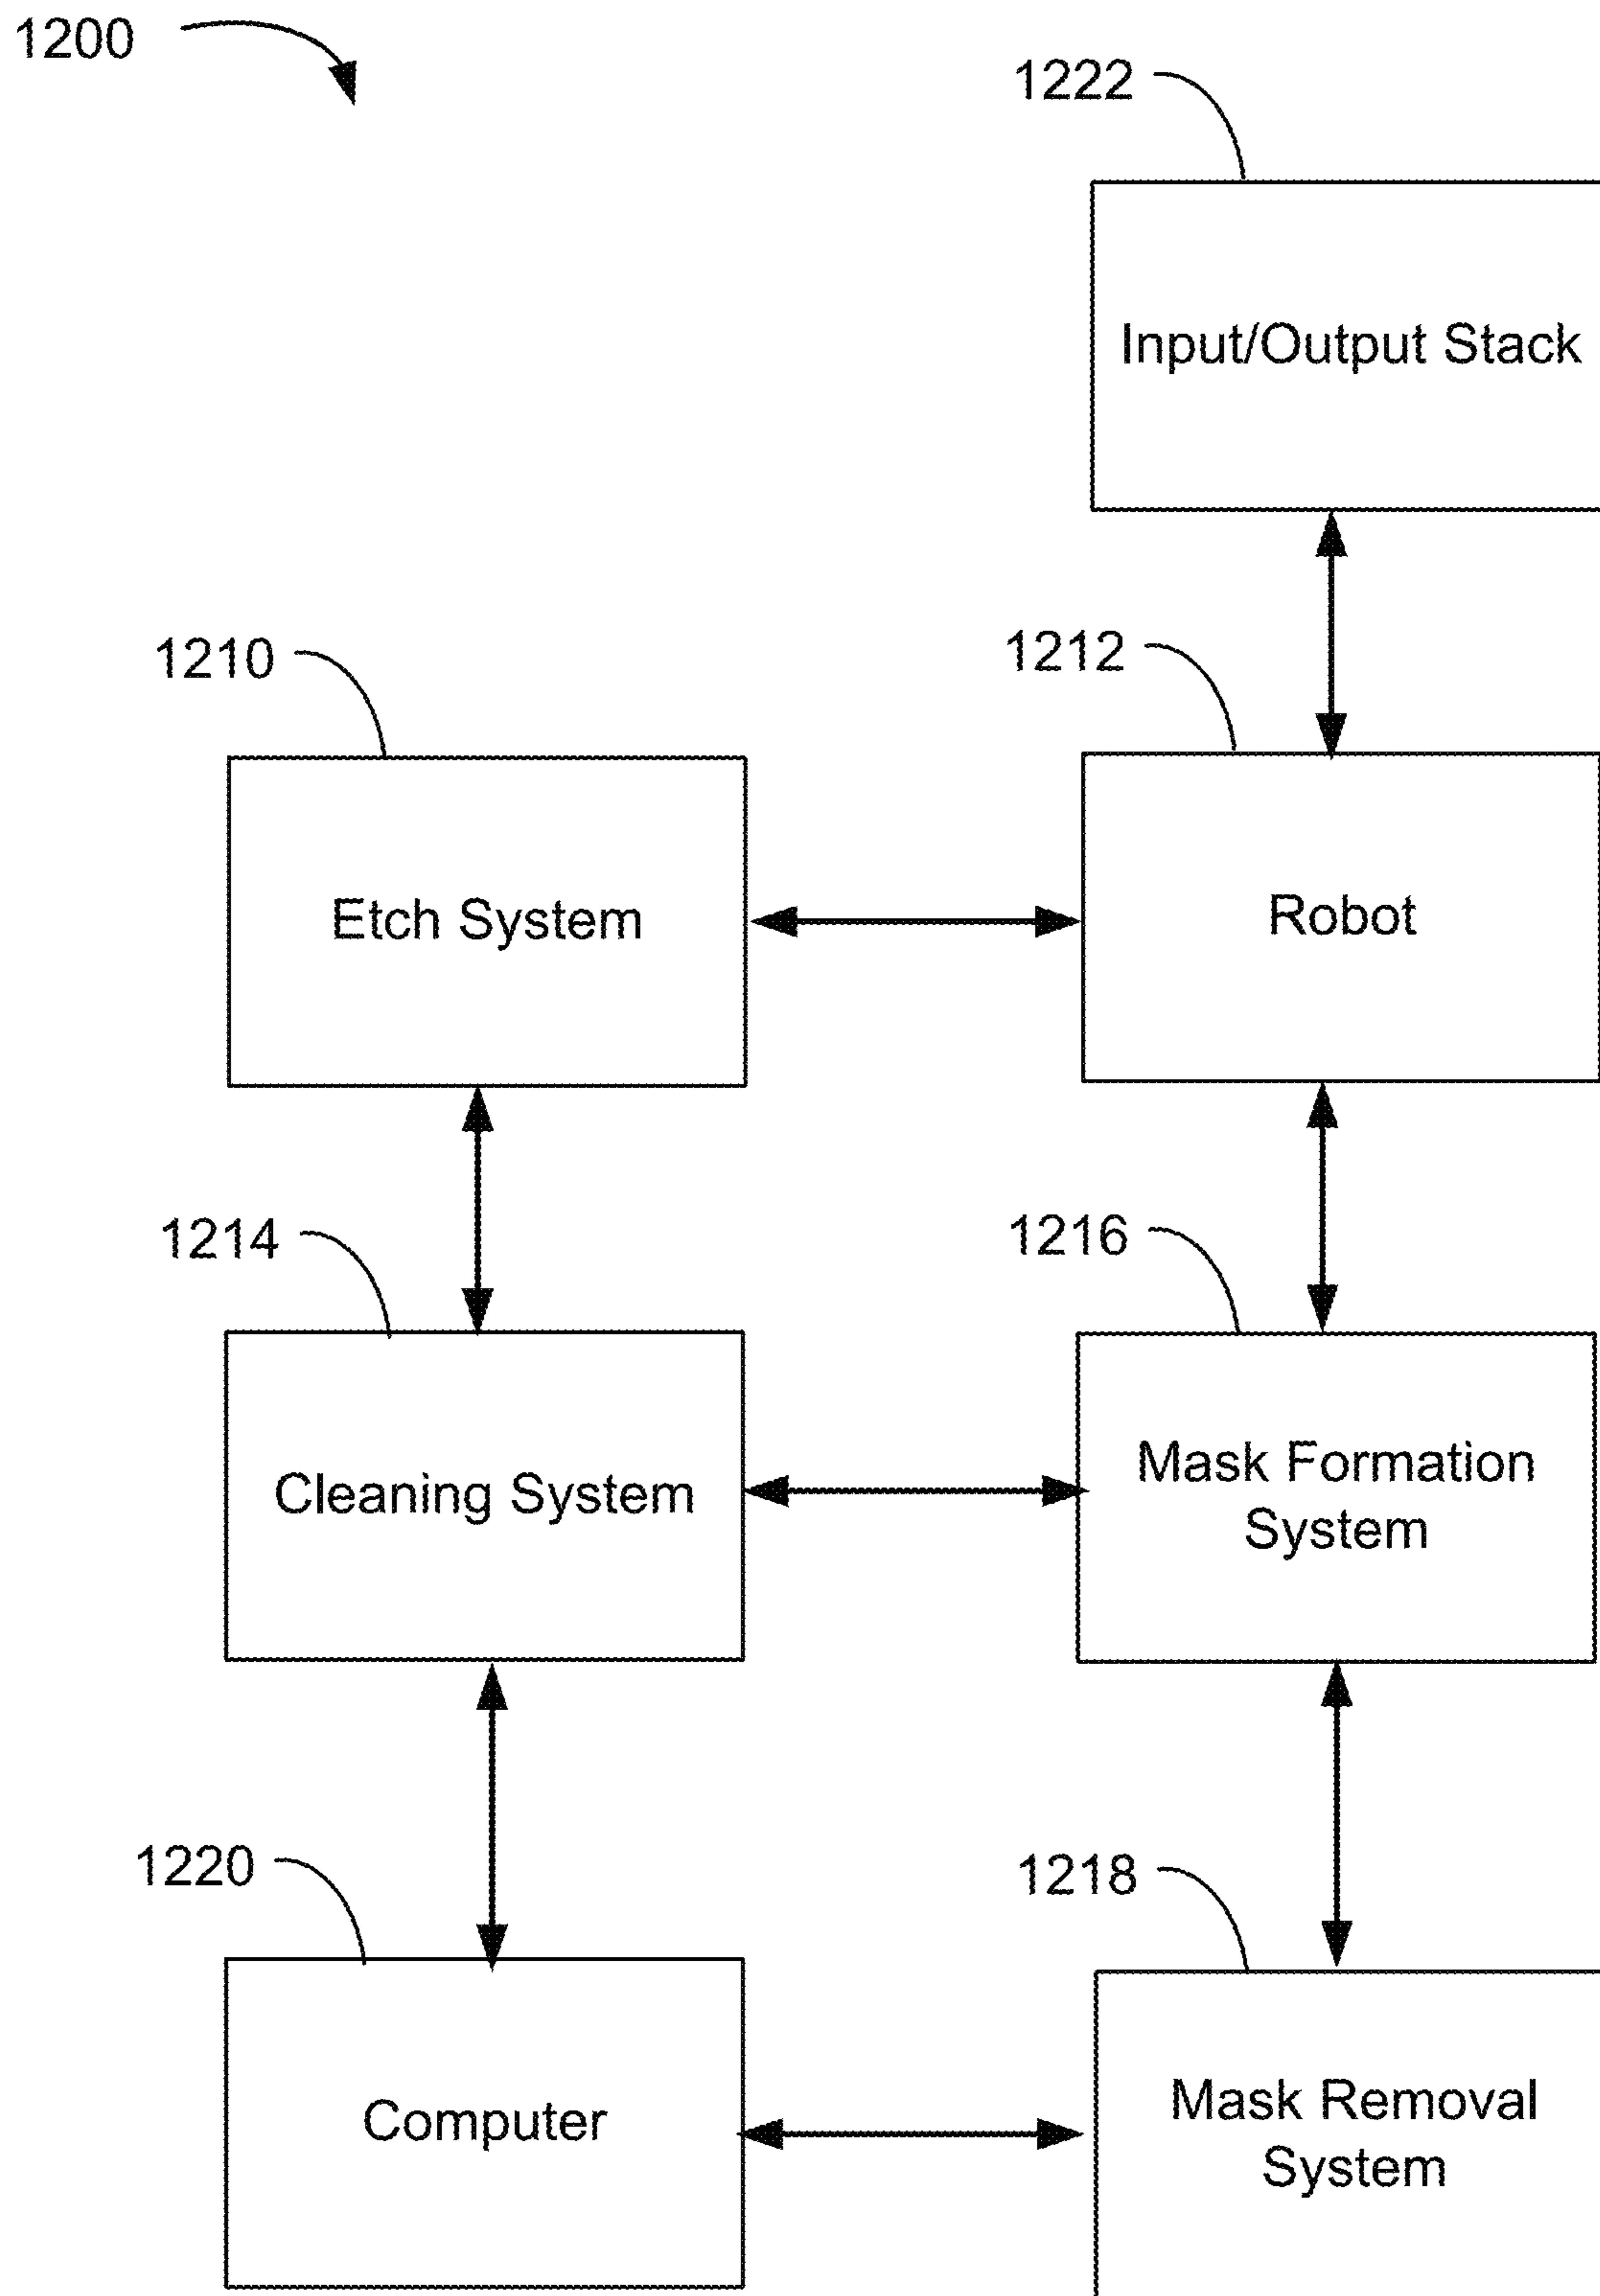 1200
1222
Input/Output Stack
1210
1212
Etch System
Robot
1214
1216
Cleaning System
Mask Formation
System
1220
1218
Computer
Mask Removal
System